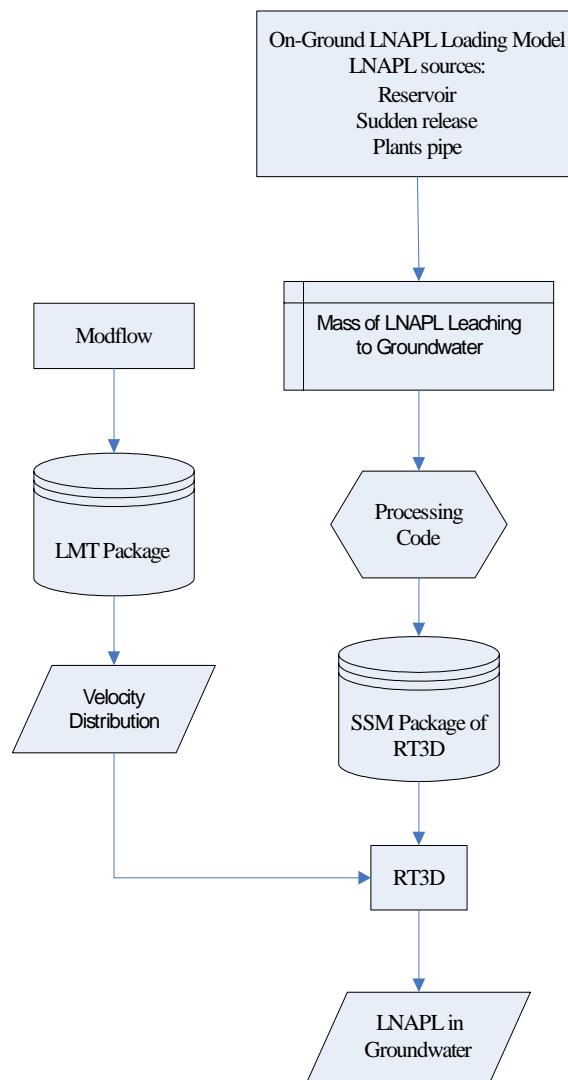 On-Ground LNAPL Loading Model
LNAPL sources:
Reservoir
Sudden release
Plants pipe
Mass of LNAPL Leaching
to Groundwater
Modflow
Processing
Code
LMT Package
Velocity
Distribution
SSM Package of
RT3D
RT3D
LNAPL in
Groundwater